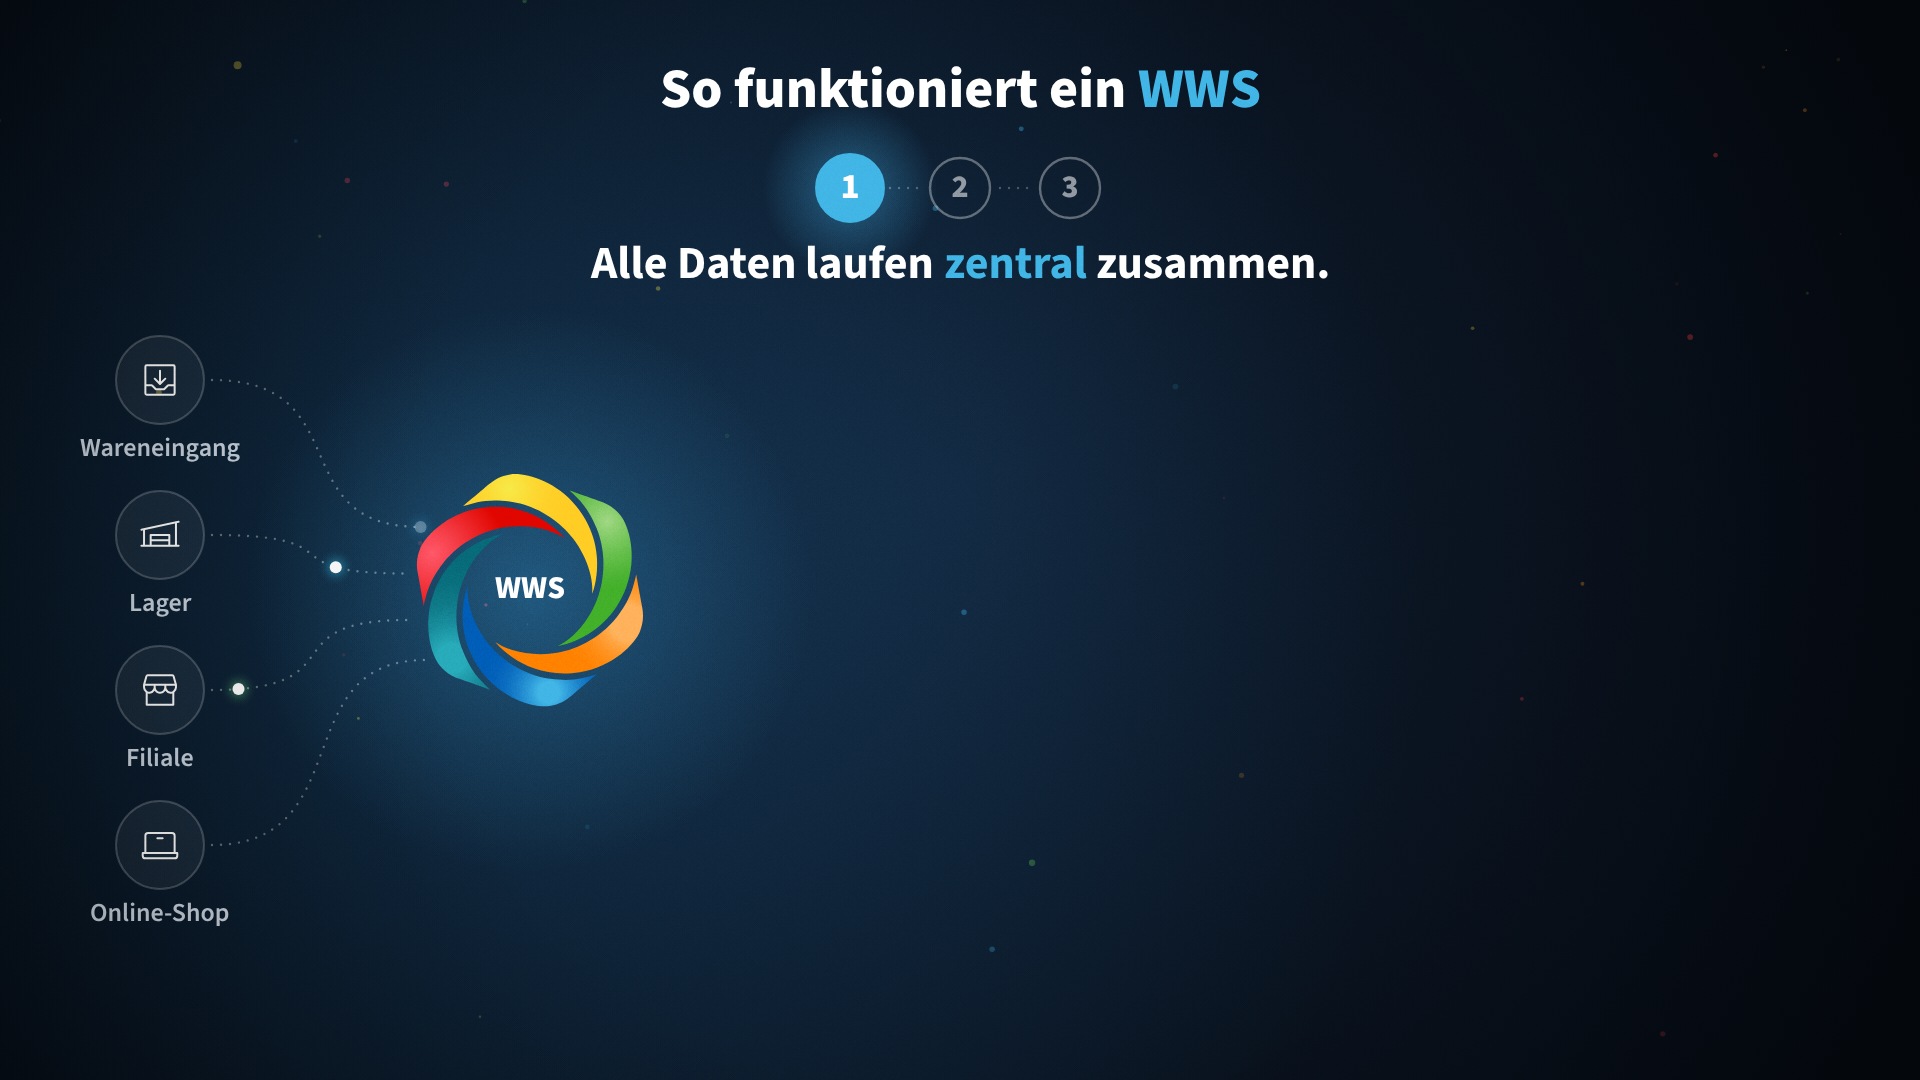 So funktioniert ein WWS
1 2 3
Alle Daten laufen zentral zusammen.
Wareneingang
Lager
Filiale
Online-Shop
WWS